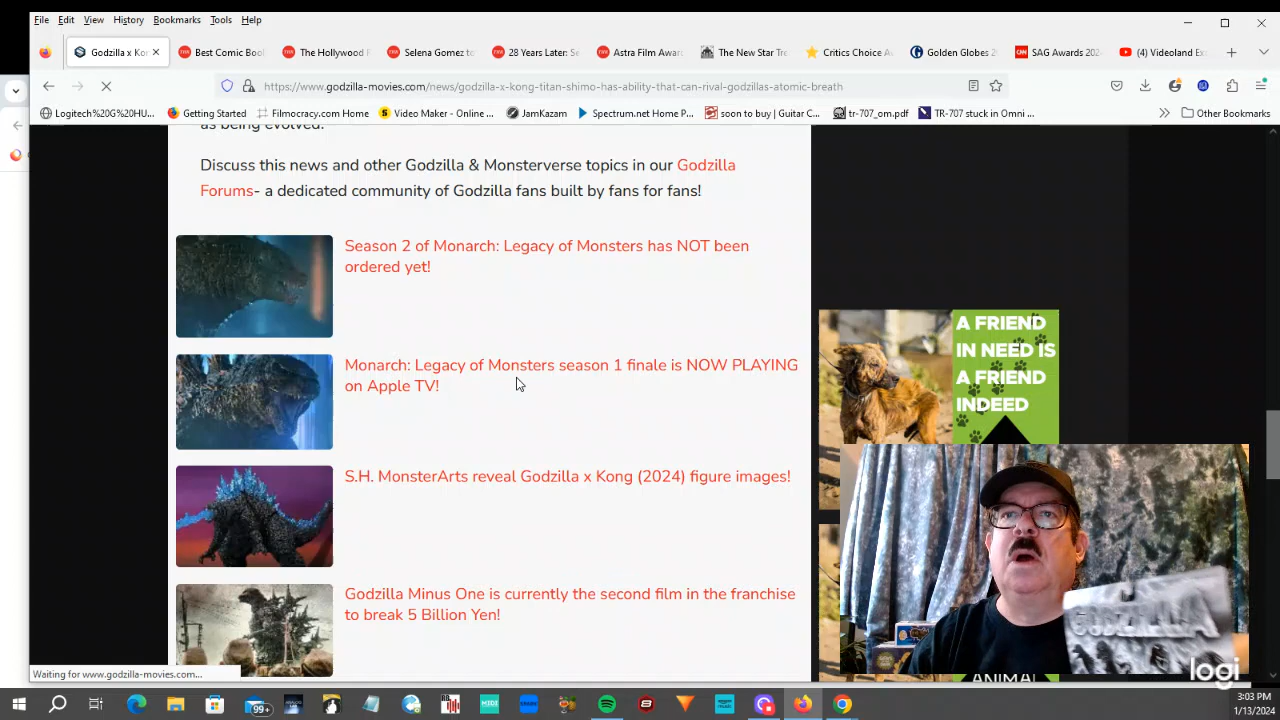 File Edit View History Bookmarks Tools Help
Godzilla x Ko
Best Comic Boo
The Hollywood F
Selena Gomez to
28 Years Later: Se
Astra Film Awar
The New Star Tre
Critics Choice A
Golden Globes 2
SAG Awards 202
(4) Videoland Ex
https://www.godzilla-movies.com/news/godzilla-x-kong-titan-shimo-has-ability-that-can-rival-godzillas-atomic-breath
Logitech%20G%20HU...
Getting Started
Filmocracy.com Home
Video Maker - Online ...
JamKazam
Spectrum.net Home P...
soon to buy | Guitar C...
tr-707_om.pdf
TR-707 stuck in Omni ...
Other Bookmarks
as being evolved.
Discuss this news and other Godzilla & Monsterverse topics in our Godzilla
Forums- a dedicated community of Godzilla fans built by fans for fans!
Season 2 of Monarch: Legacy of Monsters has NOT been
ordered yet!
Monarch: Legacy of Monsters season 1 finale is NOW PLAYING
on Apple TV!
S.H. MonsterArts reveal Godzilla x Kong (2024) figure images!
Godzilla Minus One is currently the second film in the franchise
to break 5 Billion Yen!
A FRIEND
IN NEED IS
A FRIEND
INDEED
GODZILLA
ANIMAL
logi
Waiting for www.godzilla-movies.com...
99+
MIDI
3:03 PM
1/13/2024